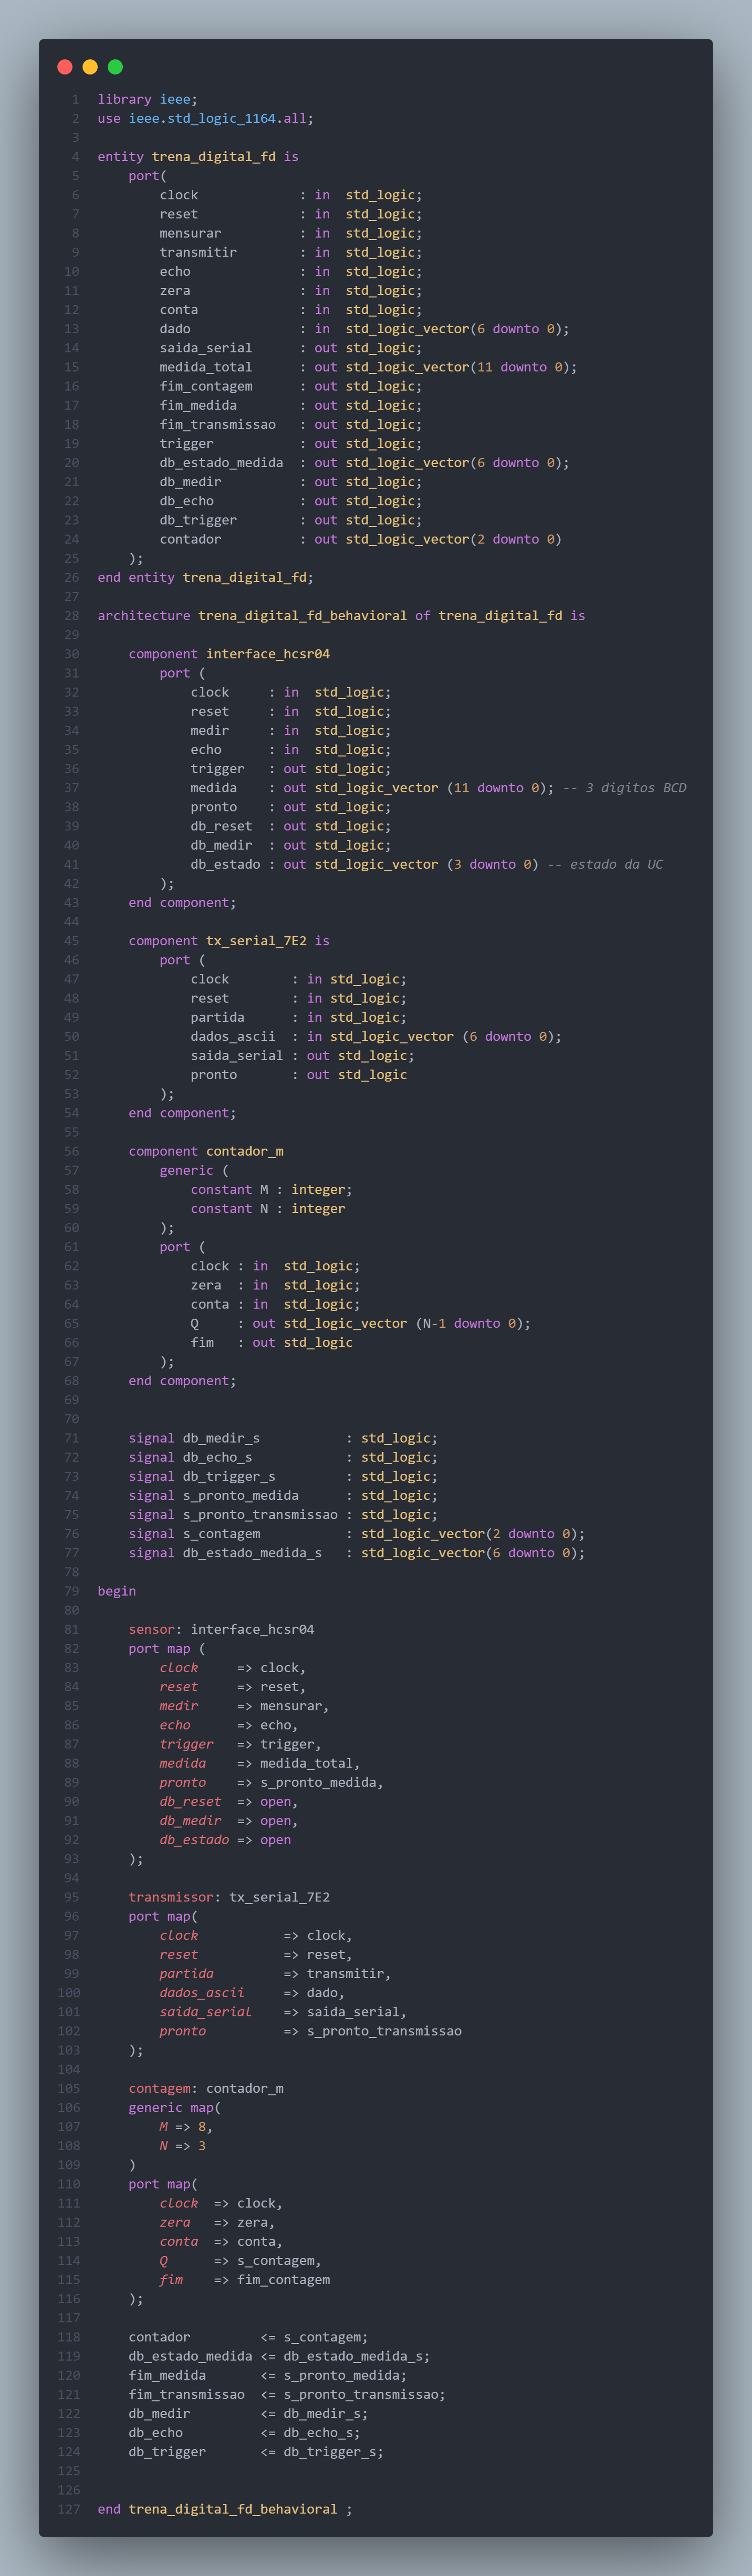 1 library ieee;
2 use ieee.std_logic_1164.all;
3
4 entity trena_digital_fd is
5     port(
6         clock             : in  std_logic;
7         reset             : in  std_logic;
8         mensurar          : in  std_logic;
9         transmitir        : in  std_logic;
10         echo              : in  std_logic;
11         zera              : in  std_logic;
12         conta             : in  std_logic;
13         dado              : in  std_logic_vector(6 downto 0);
14         saida_serial      : out std_logic;
15         medida_total      : out std_logic_vector(11 downto 0);
16         fim_contagem      : out std_logic;
17         fim_medida        : out std_logic;
18         fim_transmissao   : out std_logic;
19         trigger           : out std_logic;
20         db_estado_medida  : out std_logic_vector(6 downto 0);
21         db_medir          : out std_logic;
22         db_echo           : out std_logic;
23         db_trigger        : out std_logic;
24         contador          : out std_logic_vector(2 downto 0)
25     );
26 end entity trena_digital_fd;
27
28 architecture trena_digital_fd_behavioral of trena_digital_fd is
29
30     component interface_hcsr04
31         port (
32             clock     : in  std_logic;
33             reset     : in  std_logic;
34             medir     : in  std_logic;
35             echo      : in  std_logic;
36             trigger   : out std_logic;
37             medida    : out std_logic_vector (11 downto 0); -- 3 digitos BCD
38             pronto    : out std_logic;
39             db_reset  : out std_logic;
40             db_medir  : out std_logic;
41             db_estado : out std_logic_vector (3 downto 0) -- estado da UC
42         );
43     end component;
44
45     component tx_serial_7E2 is
46         port (
47             clock        : in std_logic;
48             reset        : in std_logic;
49             partida      : in std_logic;
50             dados_ascii  : in std_logic_vector (6 downto 0);
51             saida_serial : out std_logic;
52             pronto       : out std_logic
53         );
54     end component;
55
56     component contador_m
57         generic (
58             constant M : integer;
59             constant N : integer
60         );
61         port (
62             clock : in  std_logic;
63             zera  : in  std_logic;
64             conta : in  std_logic;
65             Q     : out std_logic_vector (N-1 downto 0);
66             fim   : out std_logic
67         );
68     end component;
69
70
71     signal db_medir_s           : std_logic;
72     signal db_echo_s            : std_logic;
73     signal db_trigger_s         : std_logic;
74     signal s_pronto_medida      : std_logic;
75     signal s_pronto_transmissao : std_logic;
76     signal s_contagem           : std_logic_vector(2 downto 0);
77     signal db_estado_medida_s   : std_logic_vector(6 downto 0);
78
79 begin
80
81     sensor: interface_hcsr04
82     port map (
83         clock     => clock,
84         reset     => reset,
85         medir     => mensurar,
86         echo      => echo,
87         trigger   => trigger,
88         medida    => medida_total,
89         pronto    => s_pronto_medida,
90         db_reset  => open,
91         db_medir  => open,
92         db_estado => open
93     );
94
95     transmissor: tx_serial_7E2
96     port map(
97         clock           => clock,
98         reset           => reset,
99         partida         => transmitir,
100         dados_ascii     => dado,
101         saida_serial    => saida_serial,
102         pronto          => s_pronto_transmissao
103     );
104
105     contagem: contador_m
106     generic map(
107         M => 8,
108         N => 3
109     )
110     port map(
111         clock  => clock,
112         zera   => zera,
113         conta  => conta,
114         Q      => s_contagem,
115         fim    => fim_contagem
116     );
117
118     contador         <= s_contagem;
119     db_estado_medida <= db_estado_medida_s;
120     fim_medida       <= s_pronto_medida;
121     fim_transmissao  <= s_pronto_transmissao;
122     db_medir         <= db_medir_s;
123     db_echo          <= db_echo_s;
124     db_trigger       <= db_trigger_s;
125
126
127 end trena_digital_fd_behavioral ;